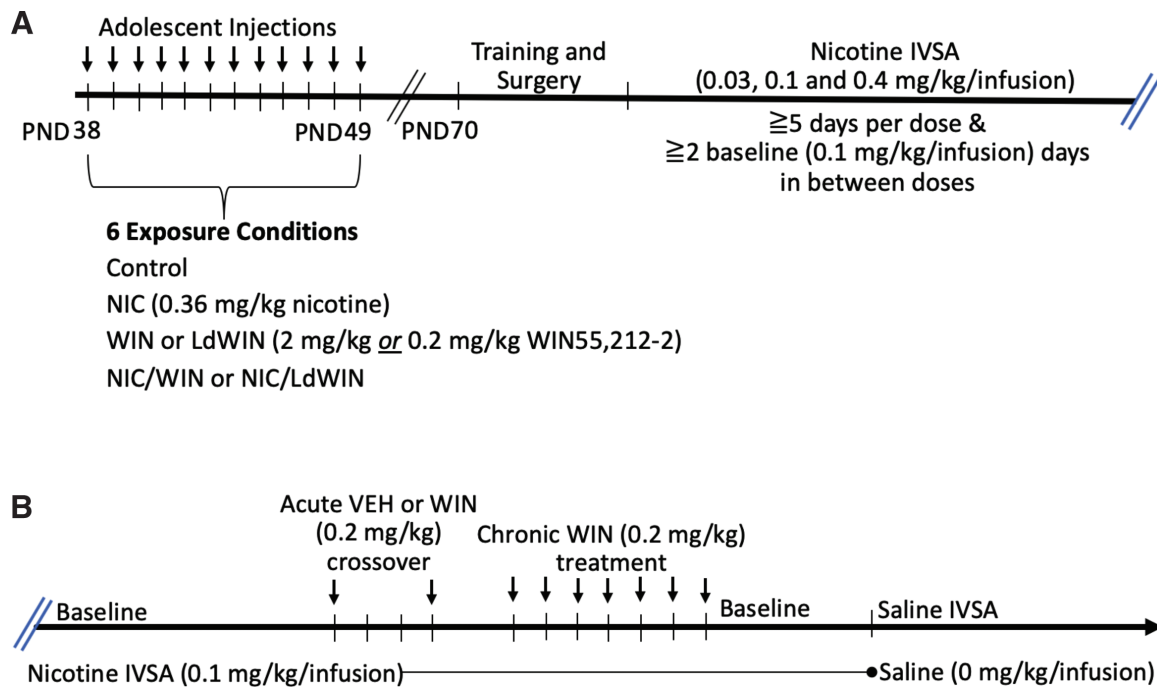 A
Adolescent Injections
Training and
Surgery
Nicotine IVSA
(0.03, 0.1 and 0.4 mg/kg/infusion)
PND 38
PND49
PND70
≧5 days per dose &
≧2 baseline (0.1 mg/kg/infusion) days
in between doses
6 Exposure Conditions
Control
NIC (0.36 mg/kg nicotine)
WIN or LdWIN (2 mg/kg or 0.2 mg/kg WIN55,212-2)
NIC/WIN or NIC/LdWIN
B
Acute VEH or WIN
(0.2 mg/kg)
crossover
Chronic WIN (0.2 mg/kg)
treatment
Baseline
Baseline
Saline IVSA
Nicotine IVSA (0.1 mg/kg/infusion)
Saline (0 mg/kg/infusion)